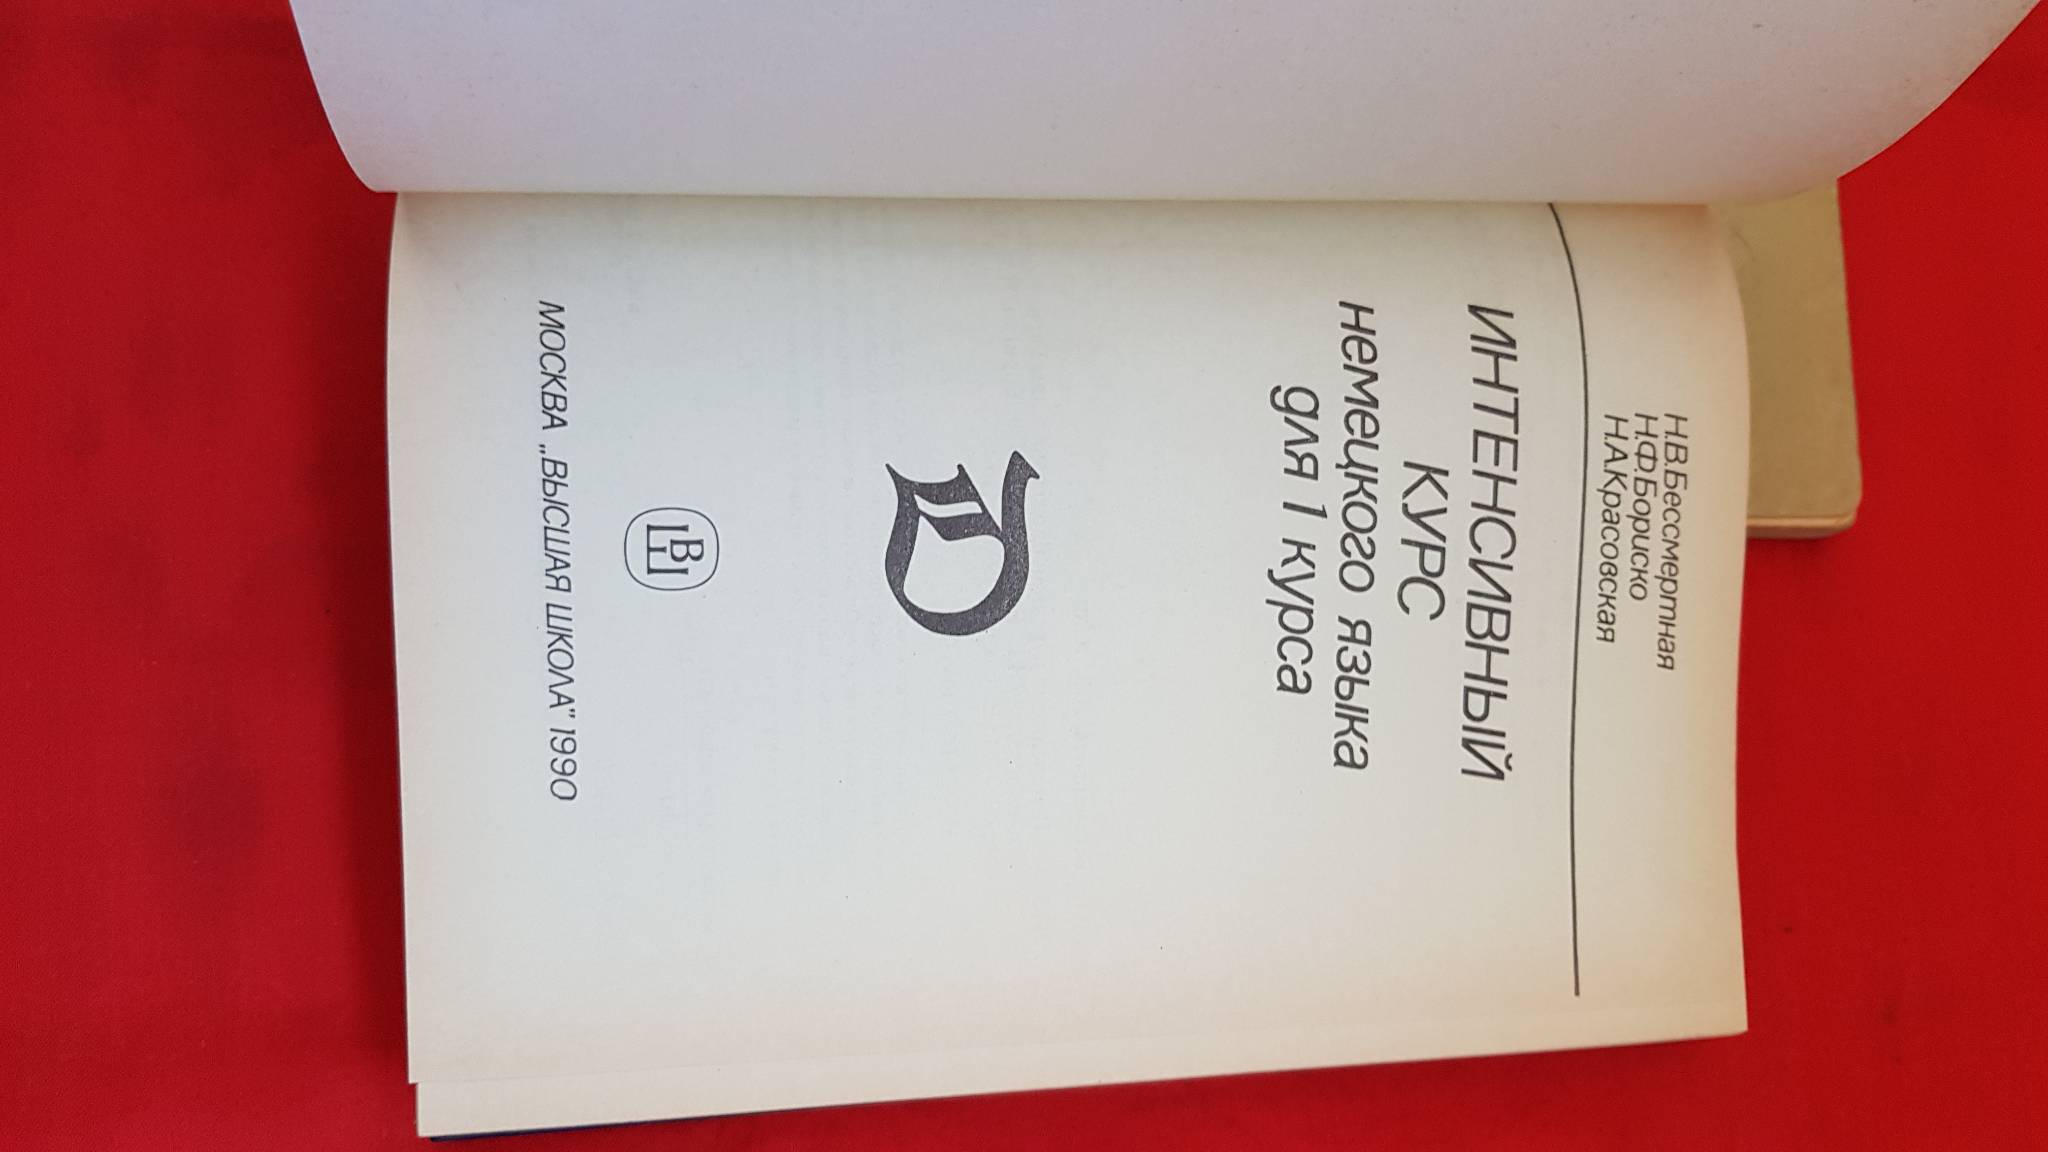 Н.В.Бессмертная
Н.Ф.Бориско
Н.А.Красовская
ИНТЕНСИВНЫЙ
КУРС
немецкого языка
для 1 курса
D
ВШ
МОСКВА „ВЫСШАЯ ШКОЛА" 1990